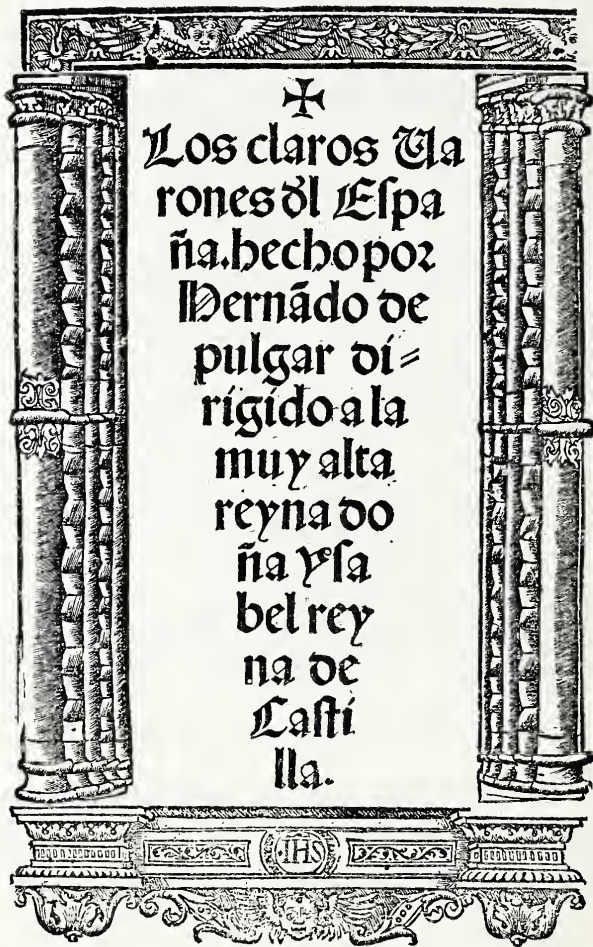 ✠
Los claros Ua
rones đl Eſpa
ña. hecho por
Hernãdo de
pulgar di⸗
rigido a la
muy alta
reyna do
ña yſa
bel rey
na de
Caſti
lla.
IHS